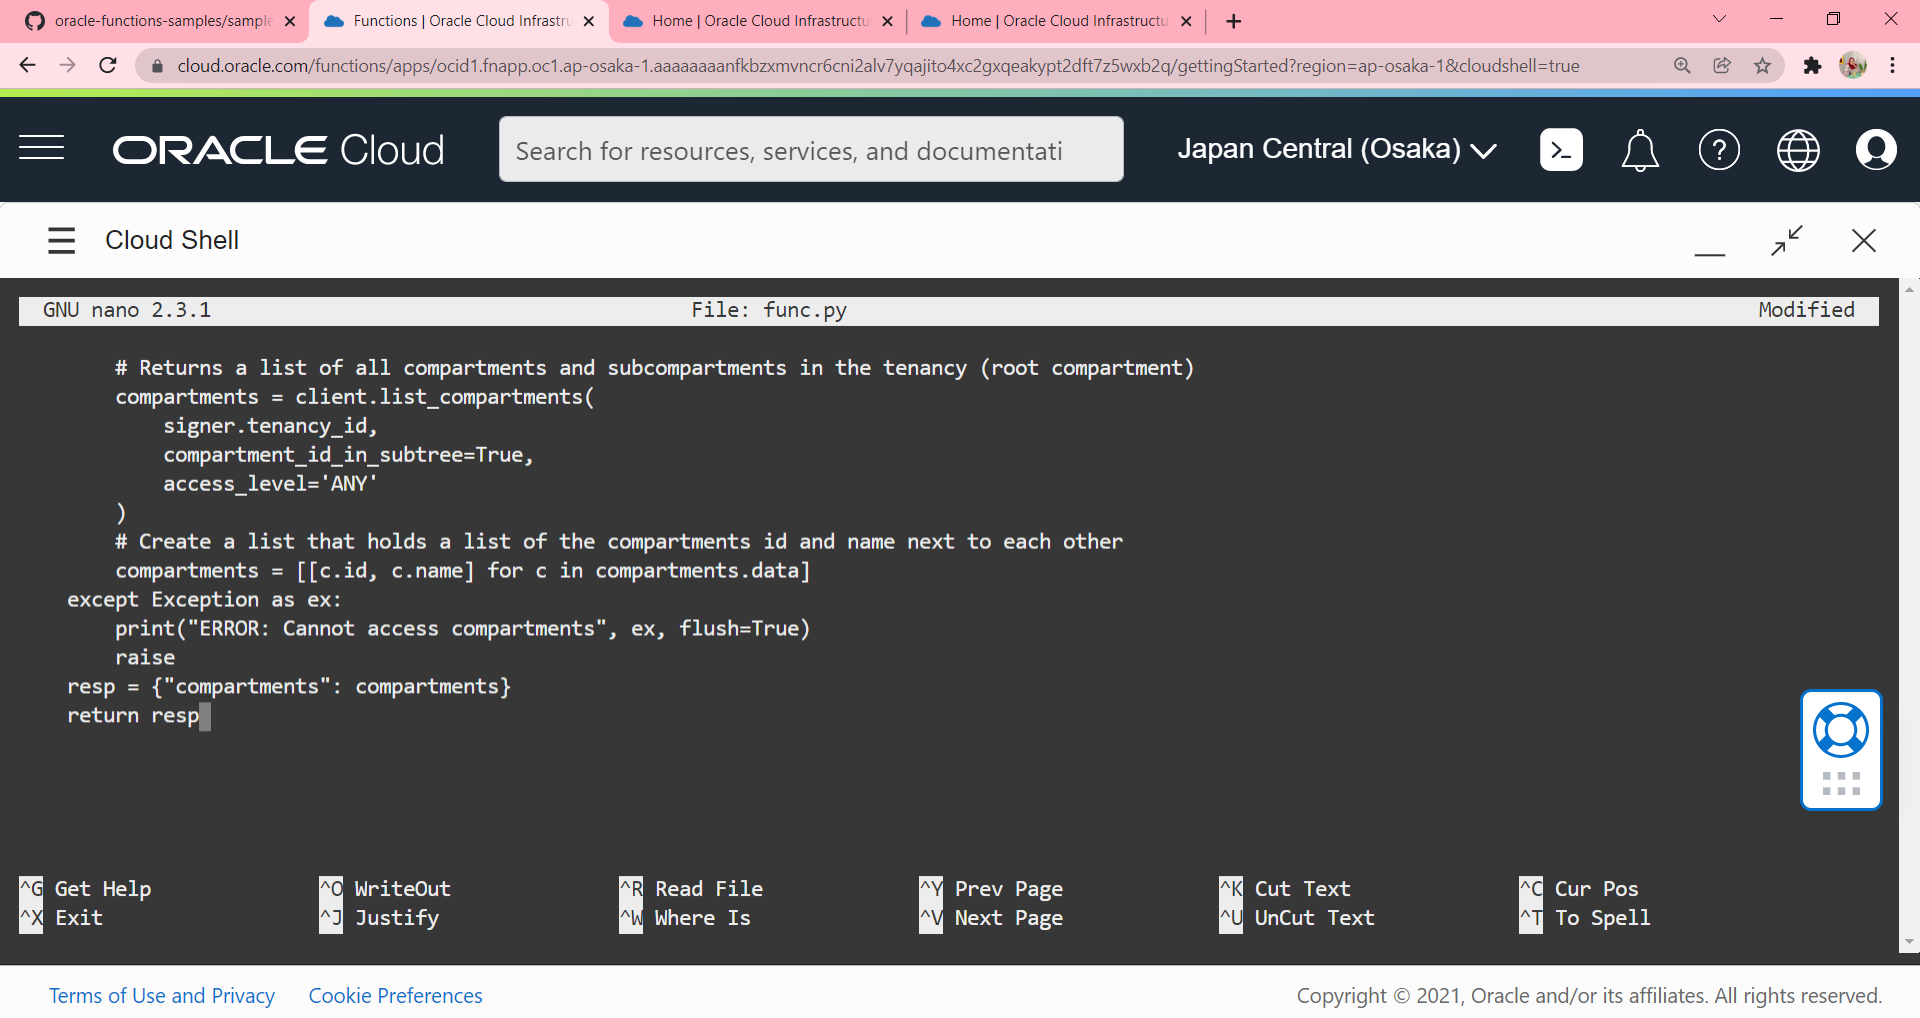 oracle-functions-samples/sample
Functions | Oracle Cloud Infrastru
Home | Oracle Cloud Infrastructu
Home | Oracle Cloud Infrastructu
cloud.oracle.com/functions/apps/ocid1.fnapp.oc1.ap-osaka-1.aaaaaaaanfkbzxmvncr6cni2alv7yqajito4xc2gxqeakypt2dft7z5wxb2q/gettingStarted?region=ap-osaka-1&cloudshell=true
ORACLE Cloud
Search for resources, services, and documentati
Japan Central (Osaka)
Cloud Shell
GNU nano 2.3.1 File: func.py Modified
# Returns a list of all compartments and subcompartments in the tenancy (root compartment)
compartments = client.list_compartments(
signer.tenancy_id,
compartment_id_in_subtree=True,
access_level='ANY'
)
# Create a list that holds a list of the compartments id and name next to each other
compartments = [[c.id, c.name] for c in compartments.data]
except Exception as ex:
print("ERROR: Cannot access compartments", ex, flush=True)
raise
resp = {"compartments": compartments}
return resp
^G Get Help ^O WriteOut ^R Read File ^Y Prev Page ^K Cut Text ^C Cur Pos
^X Exit ^J Justify ^W Where Is ^V Next Page ^U UnCut Text ^T To Spell
Terms of Use and Privacy Cookie Preferences Copyright © 2021, Oracle and/or its affiliates. All rights reserved.